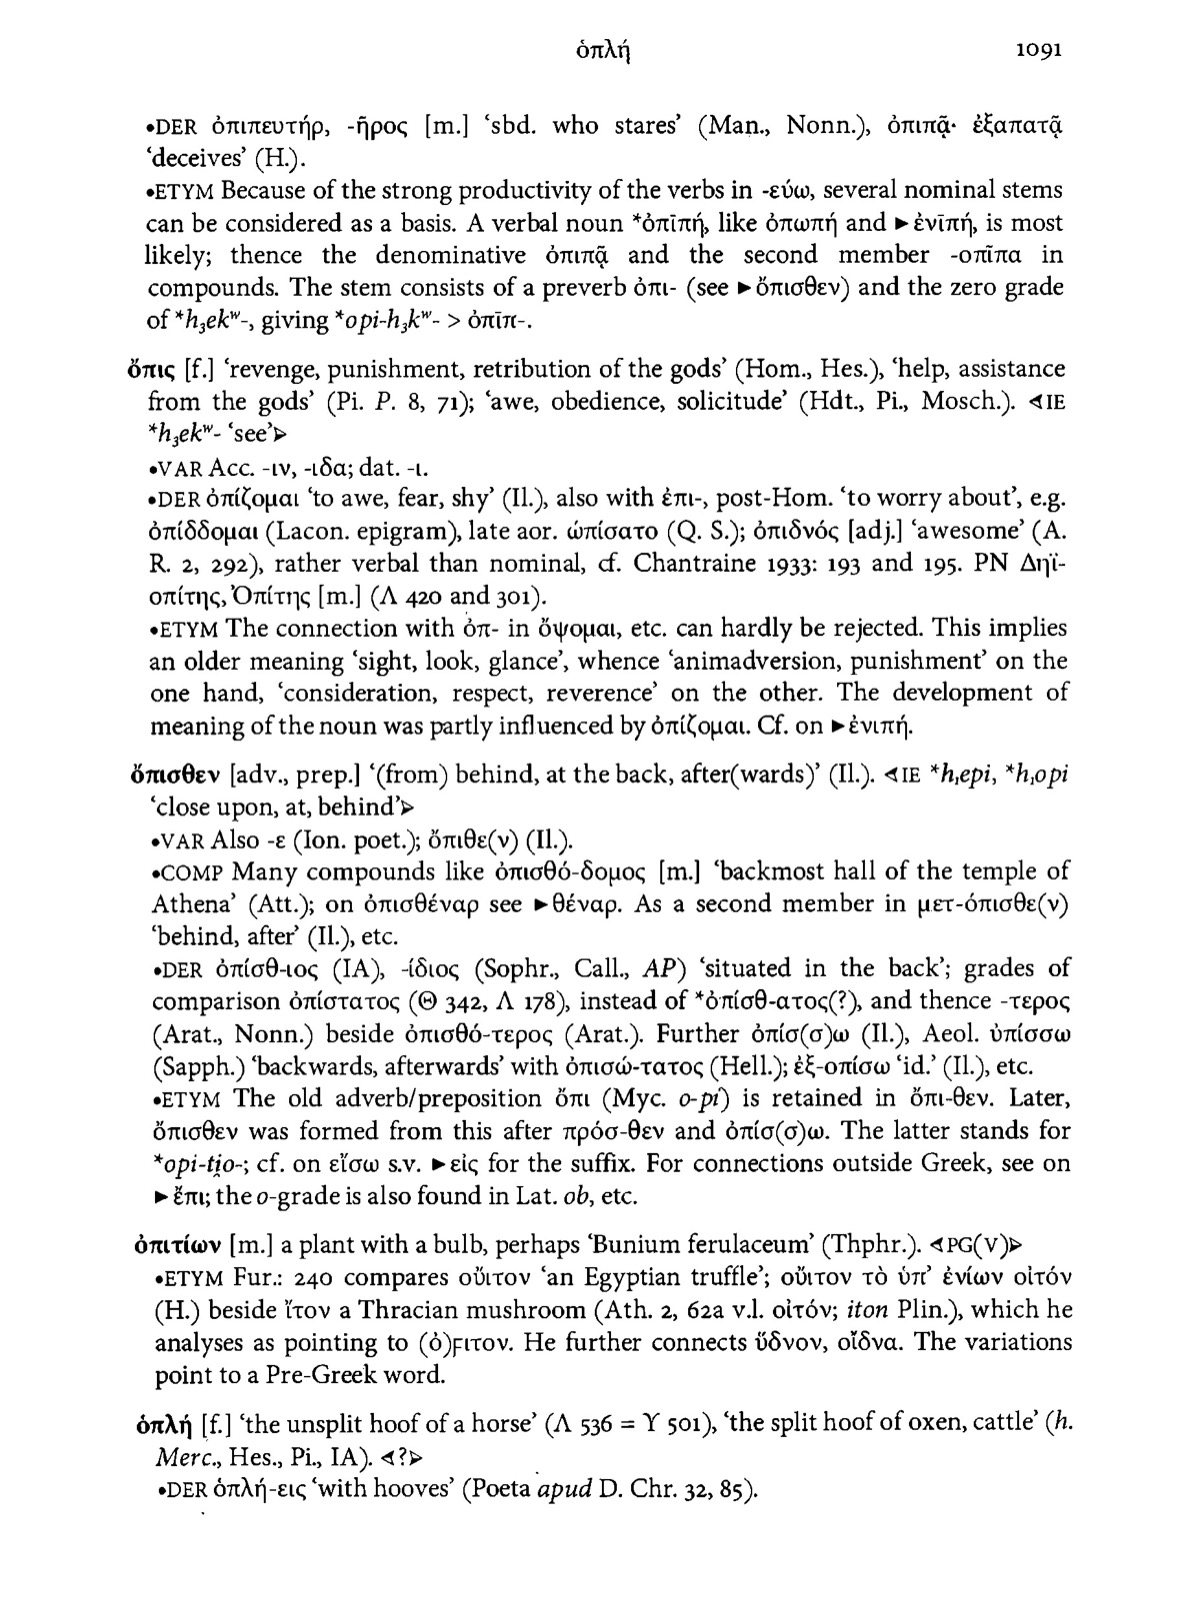 ὁπλή 1091
•DER ὀπιπευτήρ, -ῆρος [m.] ‘sbd. who stares’ (Man., Nonn.), ὀπιπᾷ· ἐξαπατᾷ
‘deceives’ (H.).
•ETYM Because of the strong productivity of the verbs in -εύω, several nominal stems
can be considered as a basis. A verbal noun *ὀπῑπή, like ὀπωπή and ►ἐνῑπή, is most
likely; thence the denominative ὀπιπᾷ and the second member -οπῖπα in
compounds. The stem consists of a preverb ὀπι- (see ►ὄπισθεν) and the zero grade
of *h₃ekʷ-, giving *opi-h₃kʷ- > ὀπῑπ-.
ὄπις [f.] ‘revenge, punishment, retribution of the gods’ (Hom., Hes.), ‘help, assistance
from the gods’ (Pi. P. 8, 71); ‘awe, obedience, solicitude’ (Hdt., Pi., Mosch.). ⊲IE
*h₃ekʷ- ‘see’⊳
•VAR Acc. -ιν, -ιδα; dat. -ι.
•DER ὀπίζομαι ‘to awe, fear, shy’ (Il.), also with ἐπι-, post-Hom. ‘to worry about’, e.g.
ὀπίδδομαι (Lacon. epigram), late aor. ὠπίσατο (Q. S.); ὀπιδνός [adj.] ‘awesome’ (A.
R. 2, 292), rather verbal than nominal, cf. Chantraine 1933: 193 and 195. PN Δηϊ-
οπίτης, Ὀπίτης [m.] (Λ 420 and 301).
•ETYM The connection with ὀπ- in ὄψομαι, etc. can hardly be rejected. This implies
an older meaning ‘sight, look, glance’, whence ‘animadversion, punishment’ on the
one hand, ‘consideration, respect, reverence’ on the other. The development of
meaning of the noun was partly influenced by ὀπίζομαι. Cf. on ►ἐνιπή.
ὄπισθεν [adv., prep.] ‘(from) behind, at the back, after(wards)’ (Il.). ⊲IE *h₁epi, *h₁opi
‘close upon, at, behind’⊳
•VAR Also -ε (Ion. poet.); ὄπιθε(ν) (Il.).
•COMP Many compounds like ὀπισθό-δομος [m.] ‘backmost hall of the temple of
Athena’ (Att.); on ὀπισθέναρ see ►θέναρ. As a second member in μετ-όπισθε(ν)
‘behind, after’ (Il.), etc.
•DER ὀπίσθ-ιος (IA), -ίδιος (Sophr., Call., AP) ‘situated in the back’; grades of
comparison ὀπίστατος (Θ 342, Λ 178), instead of *ὀπίσθ-ατος(?), and thence -τερος
(Arat., Nonn.) beside ὀπισθό-τερος (Arat.). Further ὀπίσ(σ)ω (Il.), Aeol. ὑπίσσω
(Sapph.) ‘backwards, afterwards’ with ὀπισώ-τατος (Hell.); ἐξ-οπίσω ‘id.’ (Il.), etc.
•ETYM The old adverb/preposition ὄπι (Myc. o-pi) is retained in ὄπι-θεν. Later,
ὄπισθεν was formed from this after πρόσ-θεν and ὀπίσ(σ)ω. The latter stands for
*opi-ti̯o-; cf. on εἴσω s.v. ►εἰς for the suffix. For connections outside Greek, see on
►ἔπι; the o-grade is also found in Lat. ob, etc.
ὀπιτίων [m.] a plant with a bulb, perhaps ‘Bunium ferulaceum’ (Thphr.). ⊲PG(V)⊳
•ETYM Fur.: 240 compares οὔιτον ‘an Egyptian truffle’; οὔιτον τὸ ὑπ’ ἐνίων οἰτόν
(H.) beside ἴτον a Thracian mushroom (Ath. 2, 62a v.l. οἰτόν; iton Plin.), which he
analyses as pointing to (ὀ)ϝιτον. He further connects ὕδνον, οἶδνα. The variations
point to a Pre-Greek word.
ὁπλή [f.] ‘the unsplit hoof of a horse’ (Λ 536 = Υ 501), ‘the split hoof of oxen, cattle’ (h.
Merc., Hes., Pi., IA). ⊲?⊳
•DER ὁπλή-εις ‘with hooves’ (Poeta apud D. Chr. 32, 85).